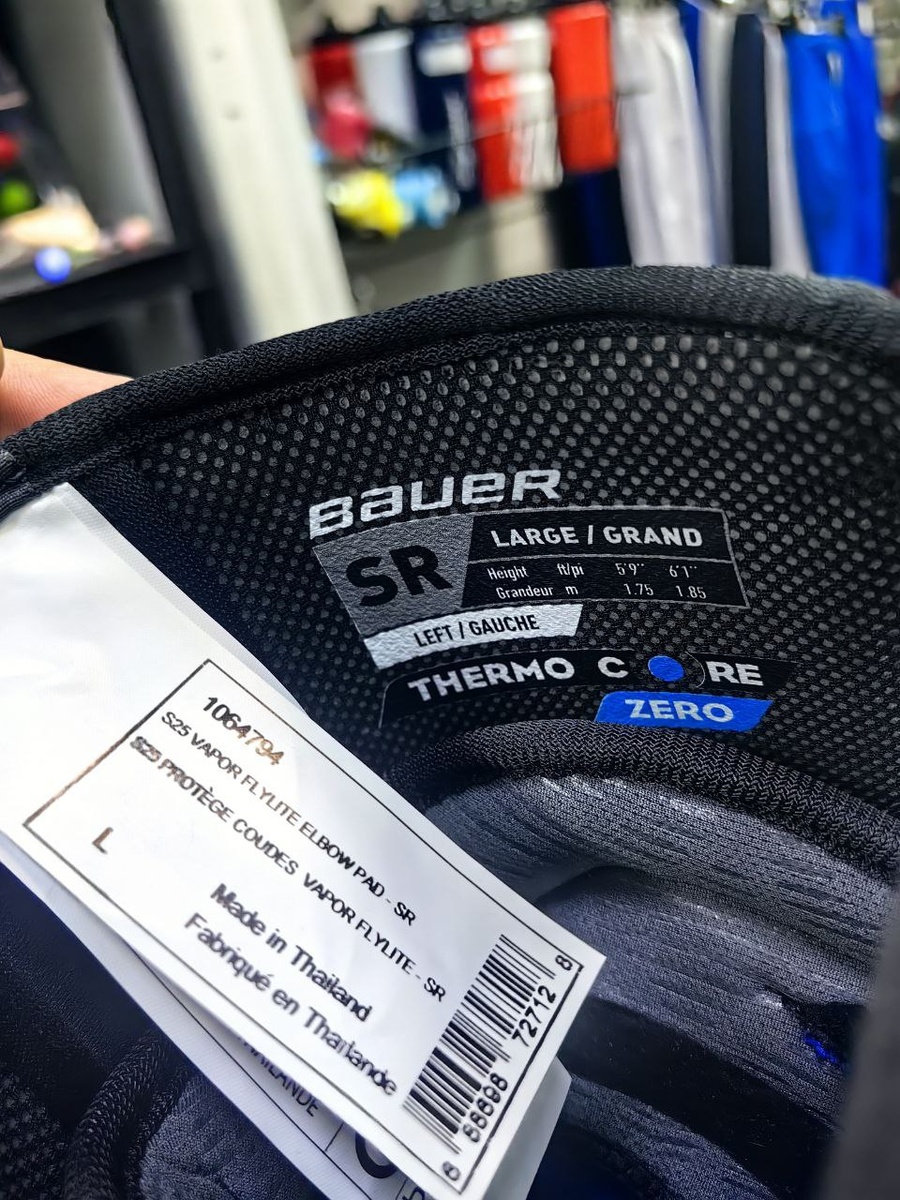 BAUER
SR
LARGE / GRAND
Height ft/pi 5'9" 6'1"
Grandeur m 1.75 1.85
LEFT / GAUCHE
THERMO CORE
ZERO
1064794
S25 VAPOR FLYLITE ELBOW PAD - SR
S25 PROTÈGE COUDES VAPOR FLYLITE - SR
L
Made in Thailand
Fabriqué en Thaïlande
72712 8